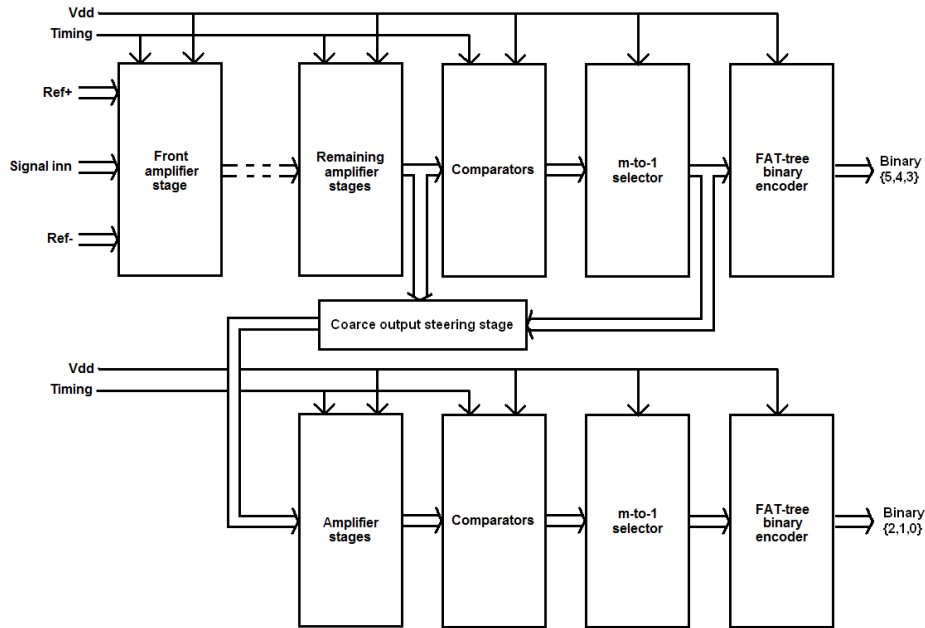 Vdd
Timing
Ref+
Signal inn
Ref-
Front
amplifier
stage
Remaining
amplifier
stages
Comparators
m-to-1
selector
FAT-tree
binary
encoder
Binary
{5,4,3}
Coarce output steering stage
Vdd
Timing
Amplifier
stages
Comparators
m-to-1
selector
FAT-tree
binary
encoder
Binary
{2,1,0}